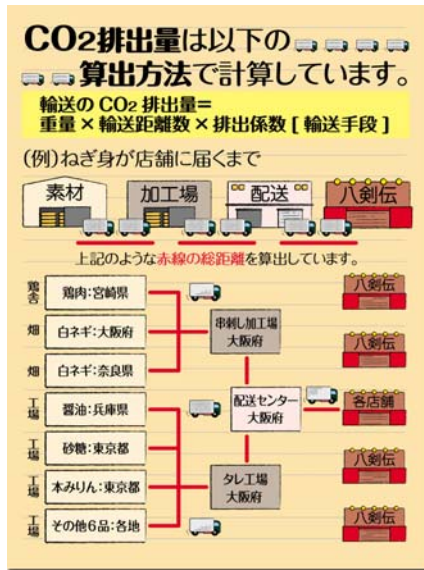 CO2排出量は以下の
算出方法で計算しています。
輸送のCO2排出量=
重量×輸送距離数×排出係数[輸送手段]
(例)ねぎ身が店舗に届くまで
素材 加工場 配送 八剣伝
上記のような赤線の総距離を算出しています。
鶏舎 鶏肉:宮崎県 八剣伝
串刺し加工場
大阪府
畑 白ネギ:大阪府 八剣伝
畑 白ネギ:奈良県
工場 醤油:兵庫県 配送センター
大阪府 各店舗
工場 砂糖:東京都
八剣伝
工場 本みりん:東京都 タレ工場
大阪府
工場 その他6品:各地 八剣伝